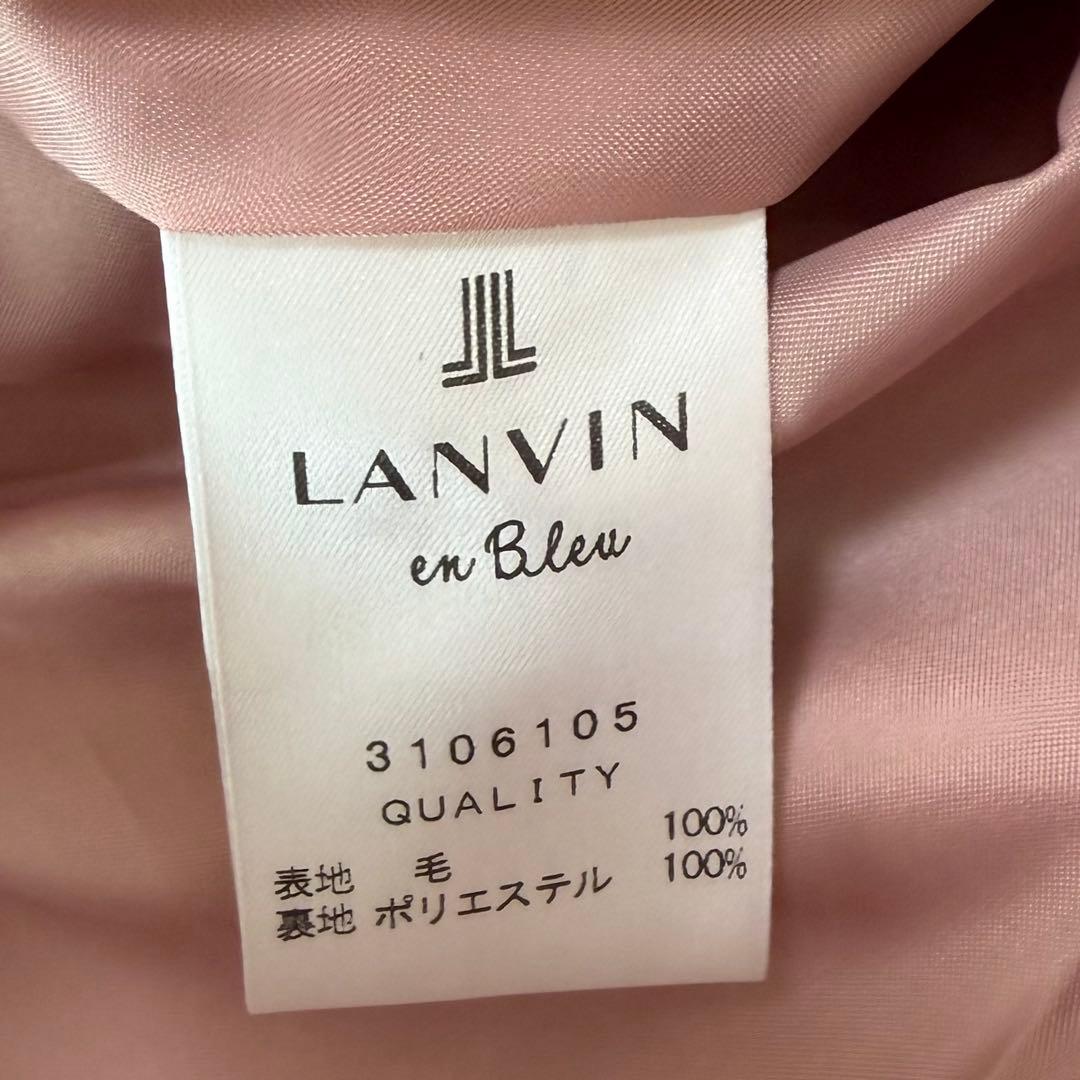 LANVIN
en Bleu
3106105
QUALITY
表地 毛 100%
裏地 ポリエステル 100%